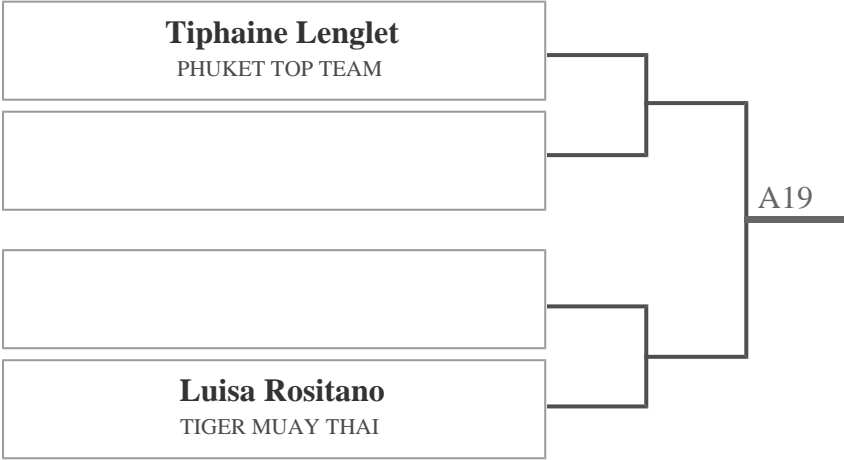 Tiphaine Lenglet
PHUKET TOP TEAM
A19
Luisa Rositano
TIGER MUAY THAI